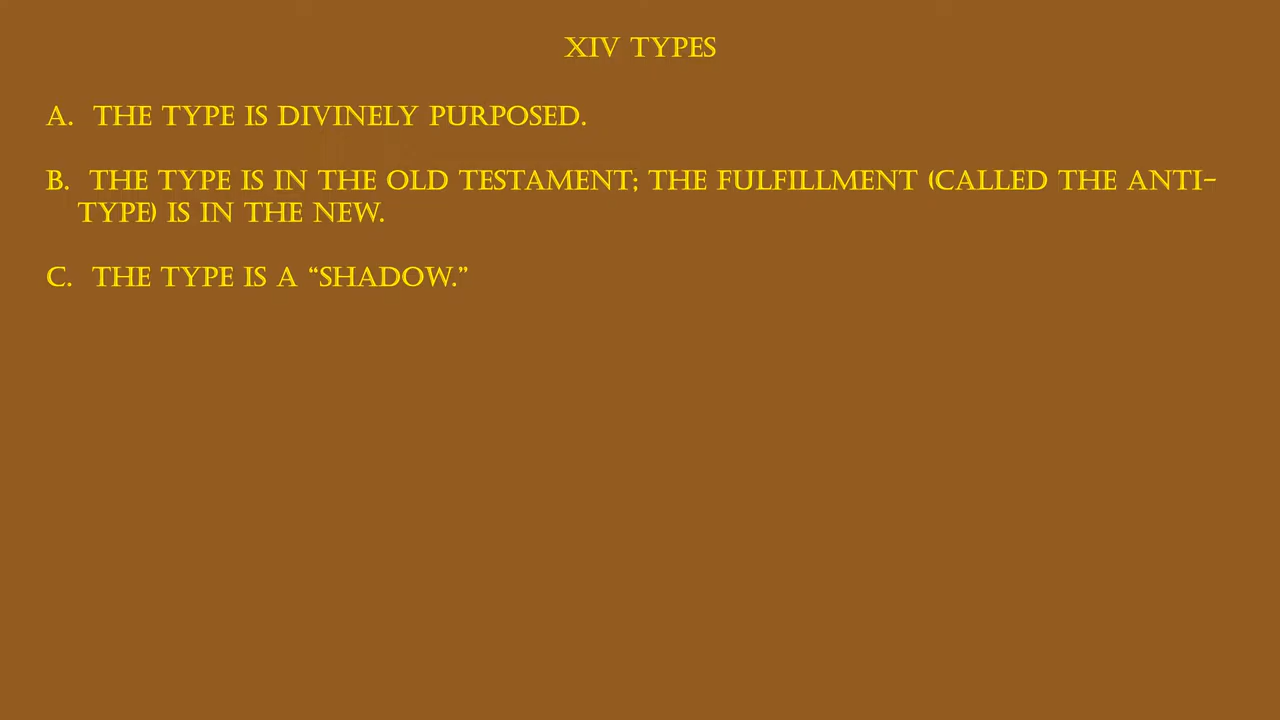 XIV TYPES
A. THE TYPE IS DIVINELY PURPOSED.
B. THE TYPE IS IN THE OLD TESTAMENT; THE FULFILLMENT (CALLED THE ANTI-
TYPE) IS IN THE NEW.
C. THE TYPE IS A “SHADOW.”